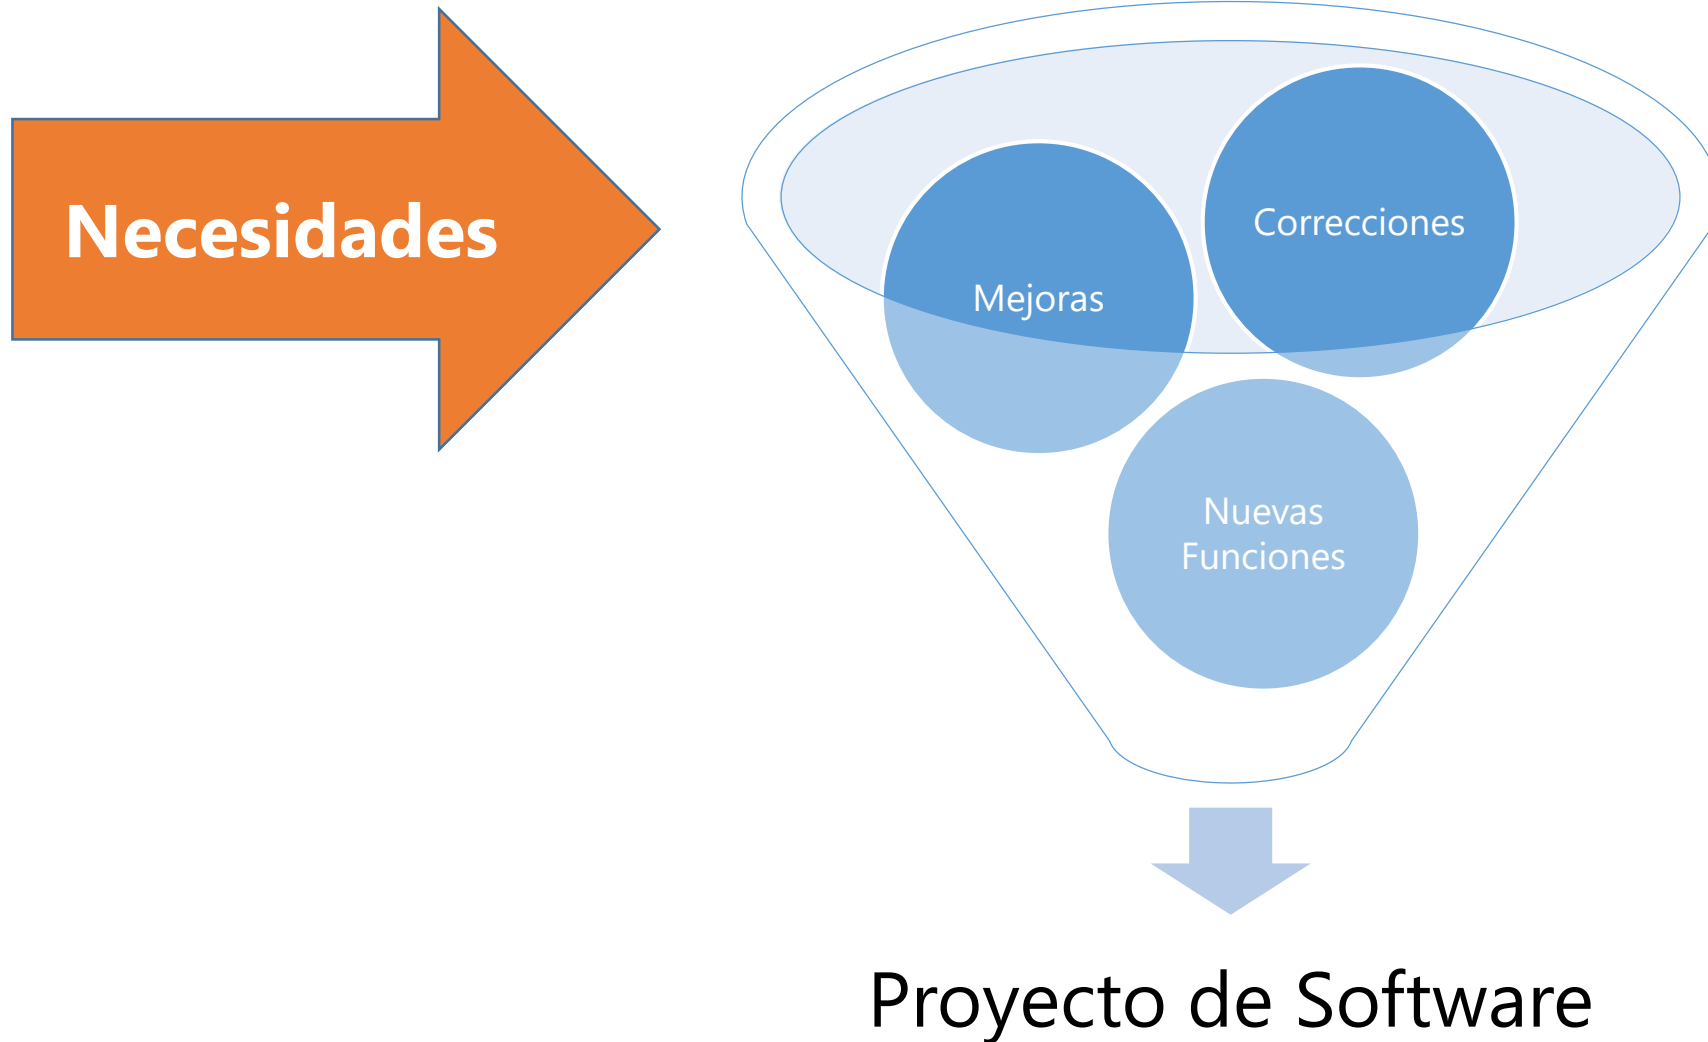 Necesidades
Correcciones
Mejoras
Nuevas
Funciones
Proyecto de Software